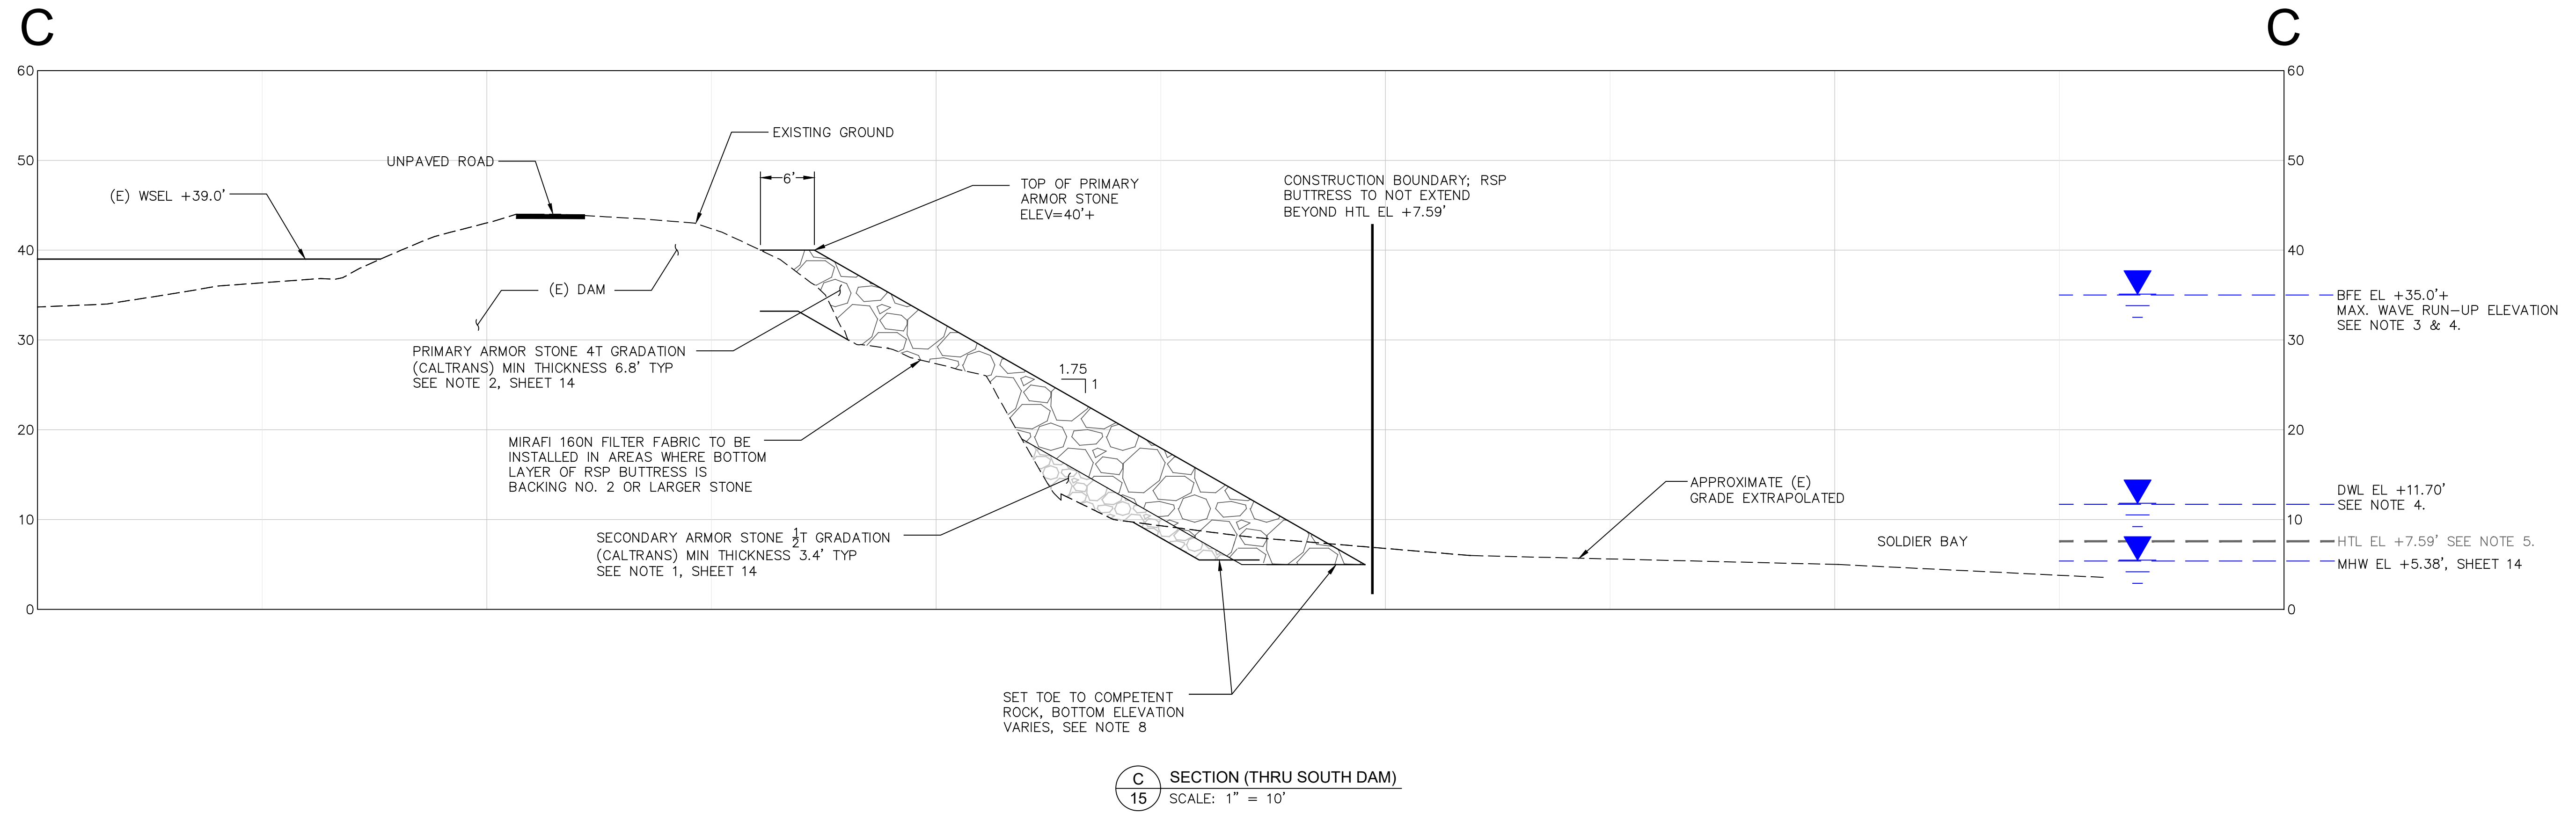 C
C
60
60
EXISTING GROUND
UNPAVED ROAD
50
50
6'
TOP OF PRIMARY
ARMOR STONE
ELEV=40'+
CONSTRUCTION BOUNDARY; RSP
BUTTRESS TO NOT EXTEND
BEYOND HTL EL +7.59'
(E) WSEL +39.0'
40
40
(E) DAM
BFE EL +35.0'+
MAX. WAVE RUN-UP ELEVATION
SEE NOTE 3 & 4.
30
30
PRIMARY ARMOR STONE 4T GRADATION
(CALTRANS) MIN THICKNESS 6.8' TYP
SEE NOTE 2, SHEET 14
1.75
1
20
20
MIRAFI 160N FILTER FABRIC TO BE
INSTALLED IN AREAS WHERE BOTTOM
LAYER OF RSP BUTTRESS IS
BACKING NO. 2 OR LARGER STONE
APPROXIMATE (E)
GRADE EXTRAPOLATED
DWL EL +11.70'
SEE NOTE 4.
10
10
SECONDARY ARMOR STONE 1/2T GRADATION
(CALTRANS) MIN THICKNESS 3.4' TYP
SEE NOTE 1, SHEET 14
SOLDIER BAY
HTL EL +7.59' SEE NOTE 5.
MHW EL +5.38', SHEET 14
0
0
SET TOE TO COMPETENT
ROCK, BOTTOM ELEVATION
VARIES, SEE NOTE 8
C
15
SECTION (THRU SOUTH DAM)
SCALE: 1" = 10'